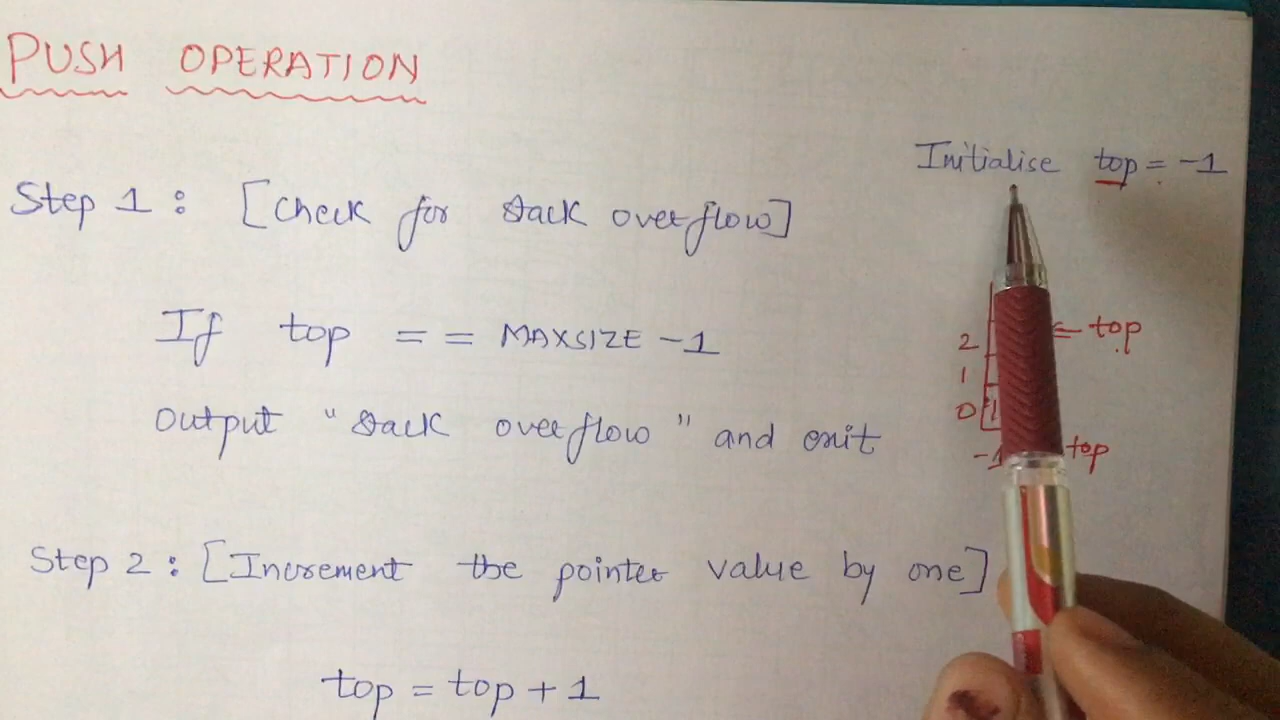 PUSH OPERATION
Initialise top = -1
Step 1 : [Check for stack overflow]
If top == MAXSIZE -1
Output "stack overflow" and exit
2 ← top
1
0
-1 top
Step 2 : [Increment the pointer value by one]
top = top + 1